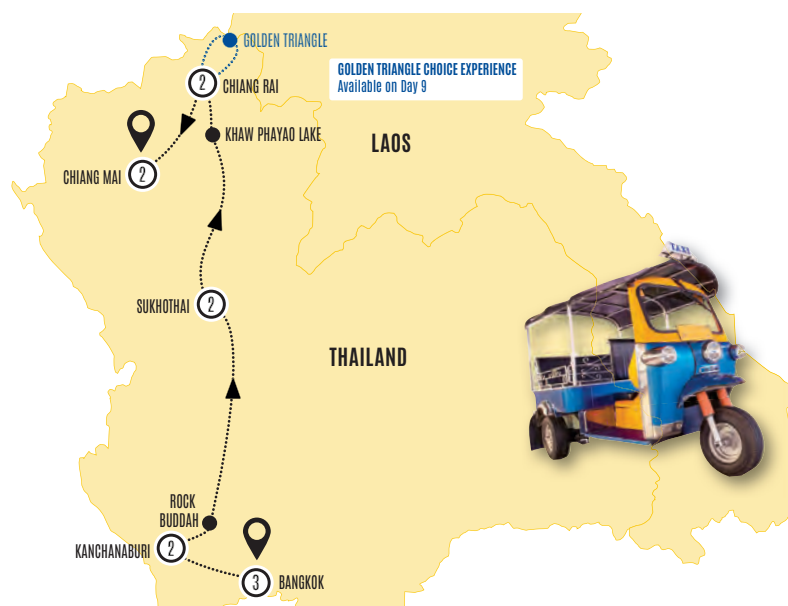 GOLDEN TRIANGLE
GOLDEN TRIANGLE CHOICE EXPERIENCE
Available on Day 9
2
CHIANG RAI
KHAW PHAYAO LAKE
LAOS
CHIANG MAI
2
TAXI
SUKHOTHAI
2
THAILAND
ROCK
BUDDAH
KANCHANABURI
2
3
BANGKOK